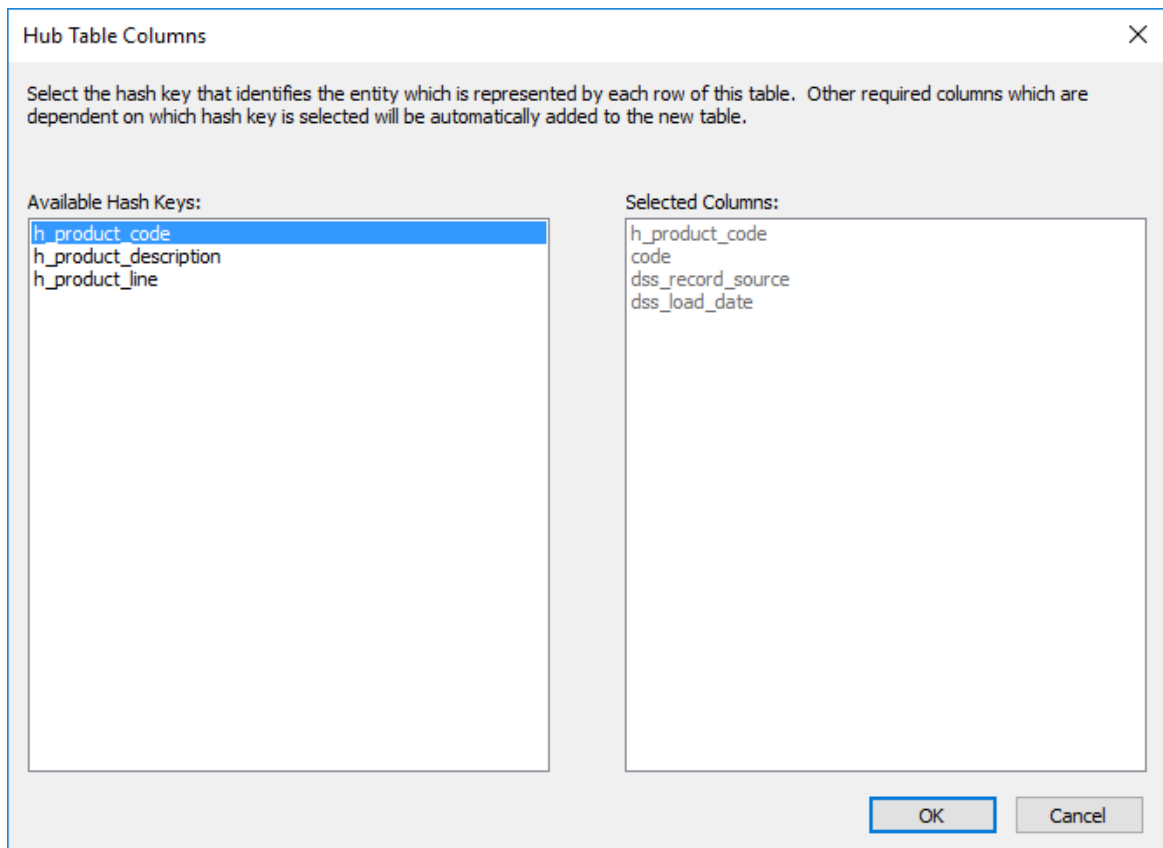 Hub Table Columns
Select the hash key that identifies the entity which is represented by each row of this table.  Other required columns which are
dependent on which hash key is selected will be automatically added to the new table.
Available Hash Keys:
h_product_code
h_product_description
h_product_line
Selected Columns:
h_product_code
code
dss_record_source
dss_load_date
OK
Cancel